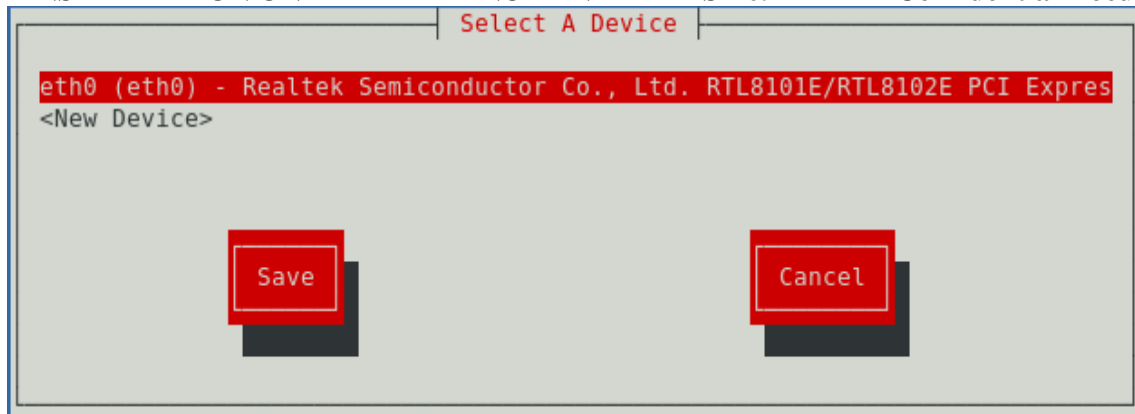 Select A Device
eth0 (eth0) - Realtek Semiconductor Co., Ltd. RTL8101E/RTL8102E PCI Expres
<New Device>
Save Cancel